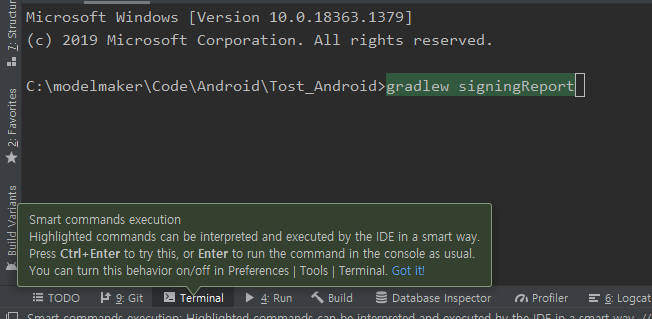 Microsoft Windows [Version 10.0.18363.1379]
(c) 2019 Microsoft Corporation. All rights reserved.
C:\modelmaker\Code\Android\Tost_Android>gradlew signingReport
7: Structure
2: Favorites
Build Variants
Smart commands execution
Highlighted commands can be interpreted and executed by the IDE in a smart way.
Press Ctrl+Enter to try this, or Enter to run the command in the console as usual.
You can turn this behavior on/off in Preferences | Tools | Terminal. Got it!
TODO 9: Git Terminal 4: Run Build Database Inspector Profiler 6: Logcat
Smart commands execution: Highlighted commands can be interpreted and executed by the IDE in a smart way. //